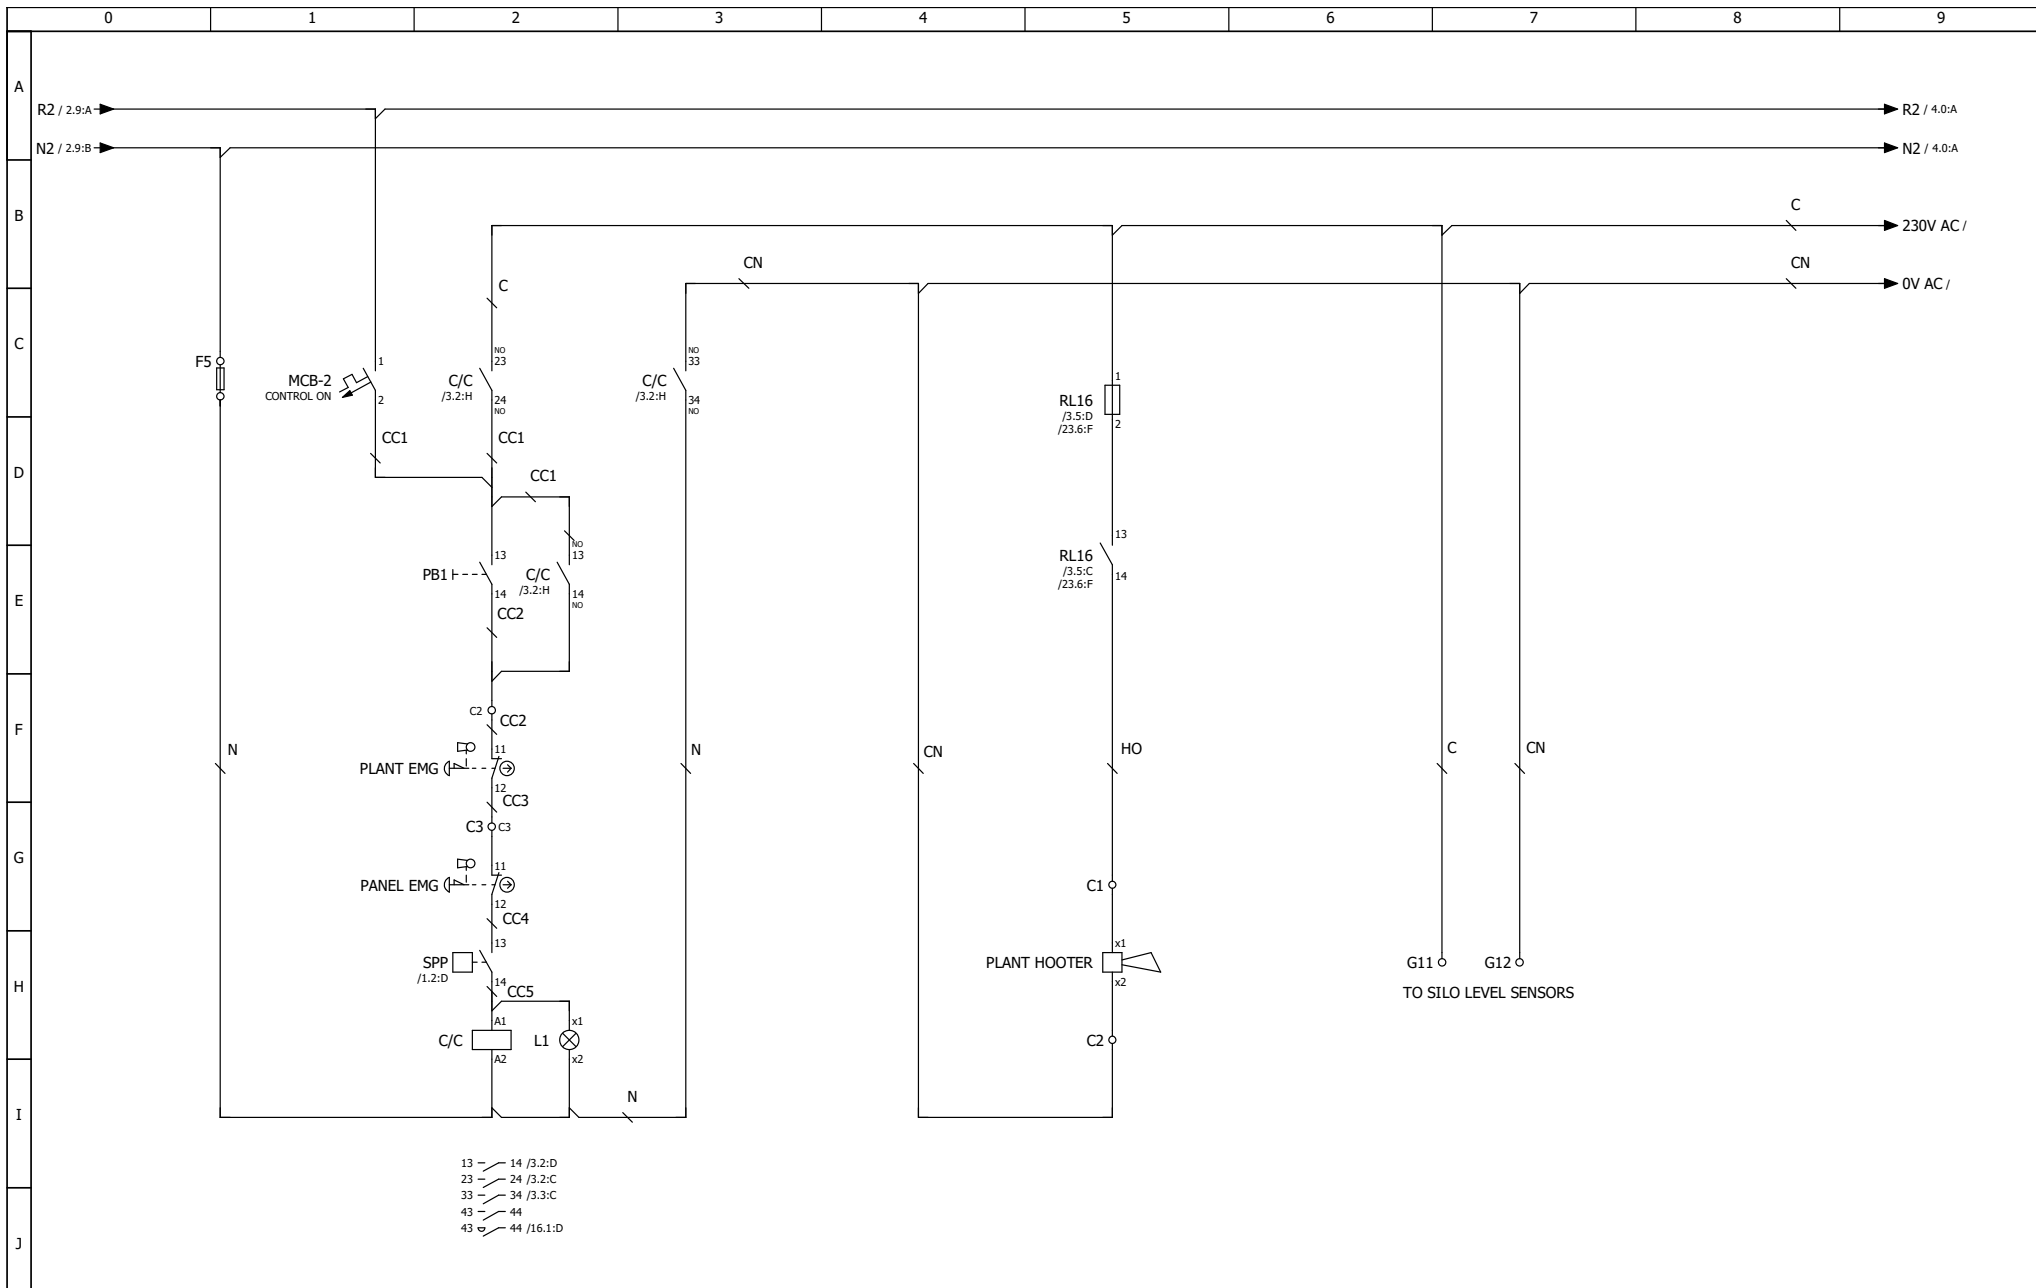 0 1 2 3 4 5 6 7 8 9
A
R2 / 2.9:A
R2 / 4.0:A
N2 / 2.9:B
N2 / 4.0:A
B
C
230V AC /
CN
CN
0V AC /
C
C
F5
MCB-2
CONTROL ON
1
2
NO
23
C/C
/3.2:H
24
NO
NO
33
C/C
/3.2:H
34
NO
1
RL16
/3.5:D
/23.6:F
2
CC1
CC1
D
CC1
NO
13
PB1
13
14
C/C
/3.2:H
14
NO
13
RL16
/3.5:C
/23.6:F
14
E
CC2
C2
CC2
F
N
11
PLANT EMG
12
N
CN
HO
C
CN
CC3
C3
C3
G
11
PANEL EMG
12
C1
CC4
13
SPP
/1.2:D
14
x1
PLANT HOOTER
x2
G11
G12
H
CC5
TO SILO LEVEL SENSORS
A1
C/C
A2
x1
L1
x2
C2
N
I
13 14 /3.2:D
23 24 /3.2:C
33 34 /3.3:C
43 44
43 44 /16.1:D
J